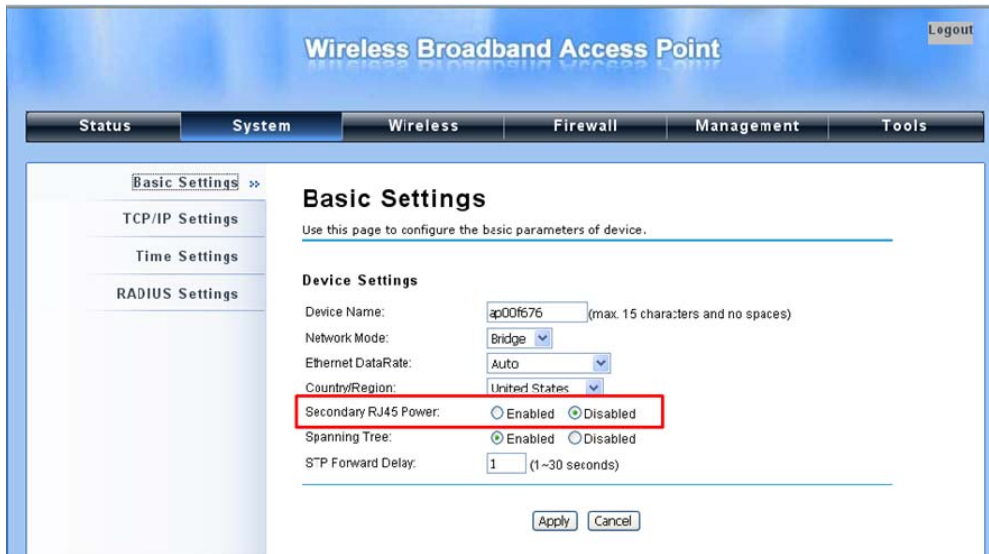 Wireless Broadband Access Point
Logout
Status System Wireless Firewall Management Tools
Basic Settings »
TCP/IP Settings
Time Settings
RADIUS Settings
Basic Settings
Use this page to configure the basic parameters of device.
Device Settings
Device Name: ap00f676 (max. 15 characters and no spaces)
Network Mode: Bridge
Ethernet DataRate: Auto
Country/Region: United States
Secondary RJ45 Power: Enabled Disabled
Spanning Tree: Enabled Disabled
STP Forward Delay: 1 (1~30 seconds)
Apply Cancel